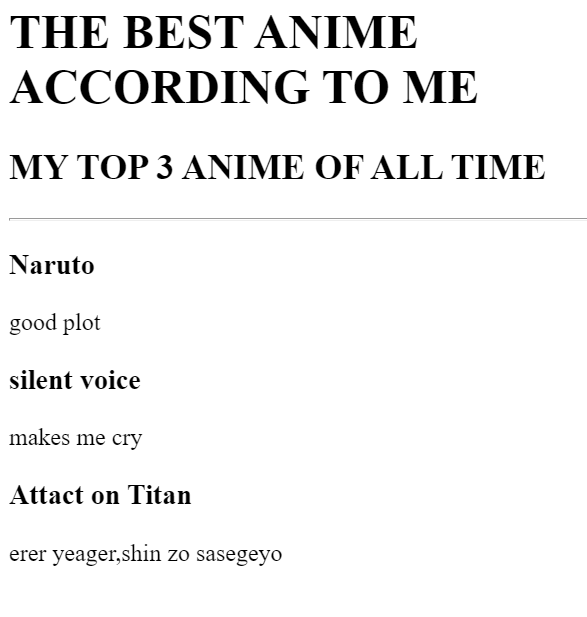 THE BEST ANIME
ACCORDING TO ME
MY TOP 3 ANIME OF ALL TIME
Naruto
good plot
silent voice
makes me cry
Attact on Titan
erer yeager,shin zo sasegeyo